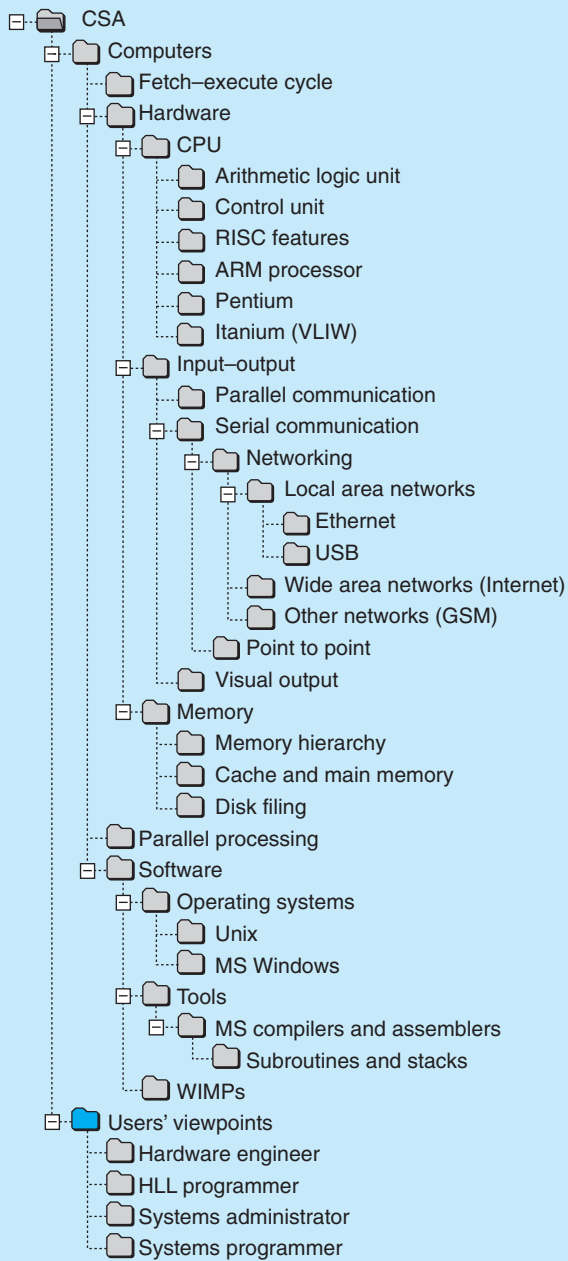 CSA
Computers
Fetch–execute cycle
Hardware
CPU
Arithmetic logic unit
Control unit
RISC features
ARM processor
Pentium
Itanium (VLIW)
Input–output
Parallel communication
Serial communication
Networking
Local area networks
Ethernet
USB
Wide area networks (Internet)
Other networks (GSM)
Point to point
Visual output
Memory
Memory hierarchy
Cache and main memory
Disk filing
Parallel processing
Software
Operating systems
Unix
MS Windows
Tools
MS compilers and assemblers
Subroutines and stacks
WIMPs
Users’ viewpoints
Hardware engineer
HLL programmer
Systems administrator
Systems programmer